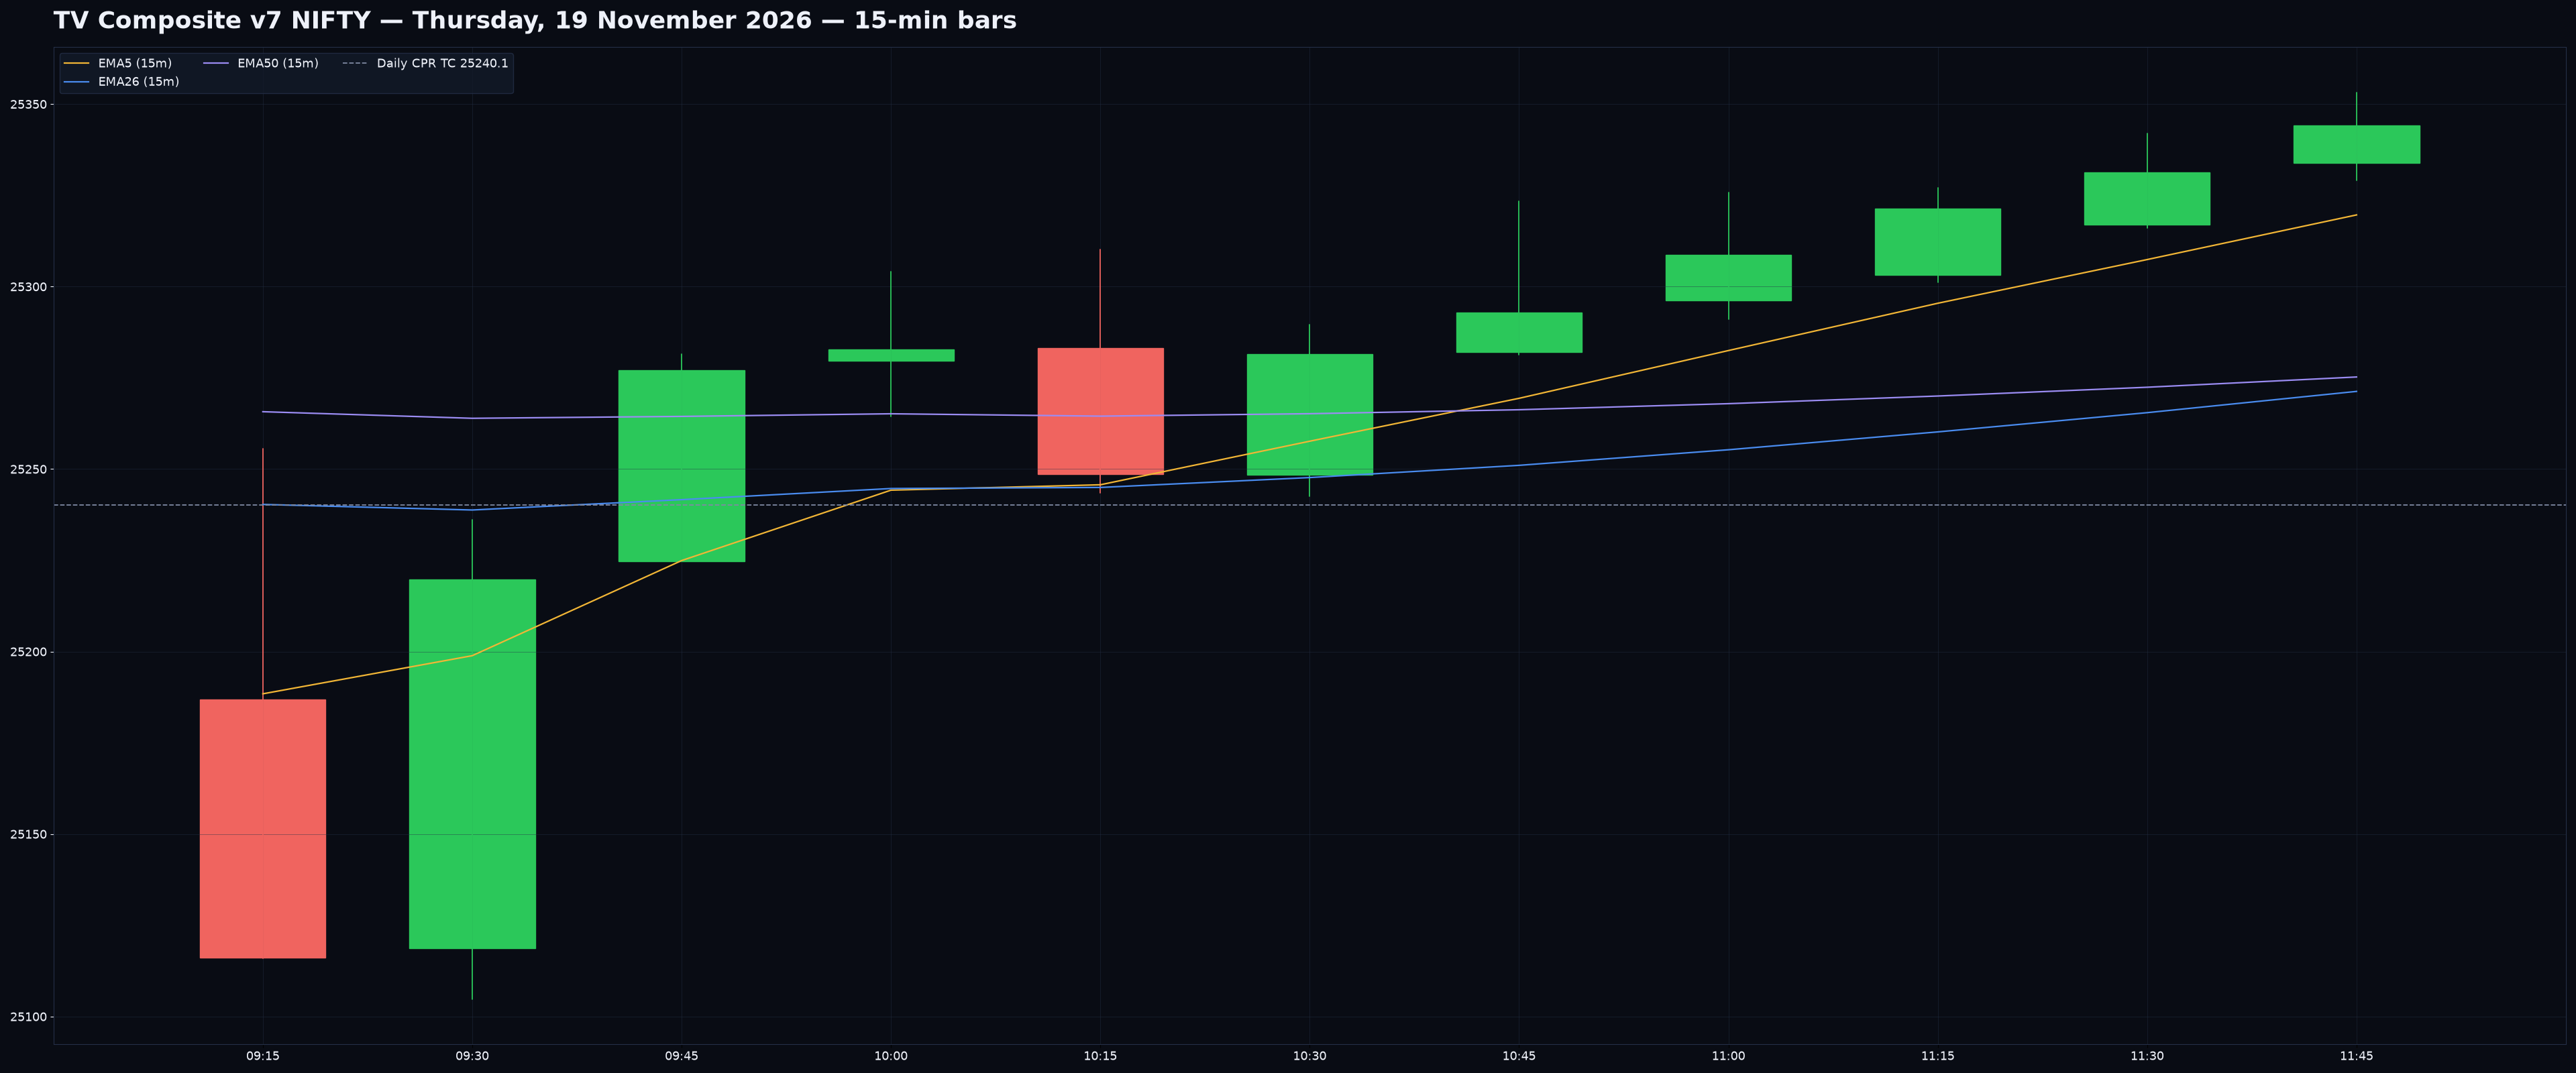 TV Composite v7 NIFTY — Thursday, 19 November 2026 — 15-min bars
EMA5 (15m) EMA50 (15m) Daily CPR TC 25240.1
EMA26 (15m)
25350
25300
25250
25200
25150
25100
09:15 09:30 09:45 10:00 10:15 10:30 10:45 11:00 11:15 11:30 11:45